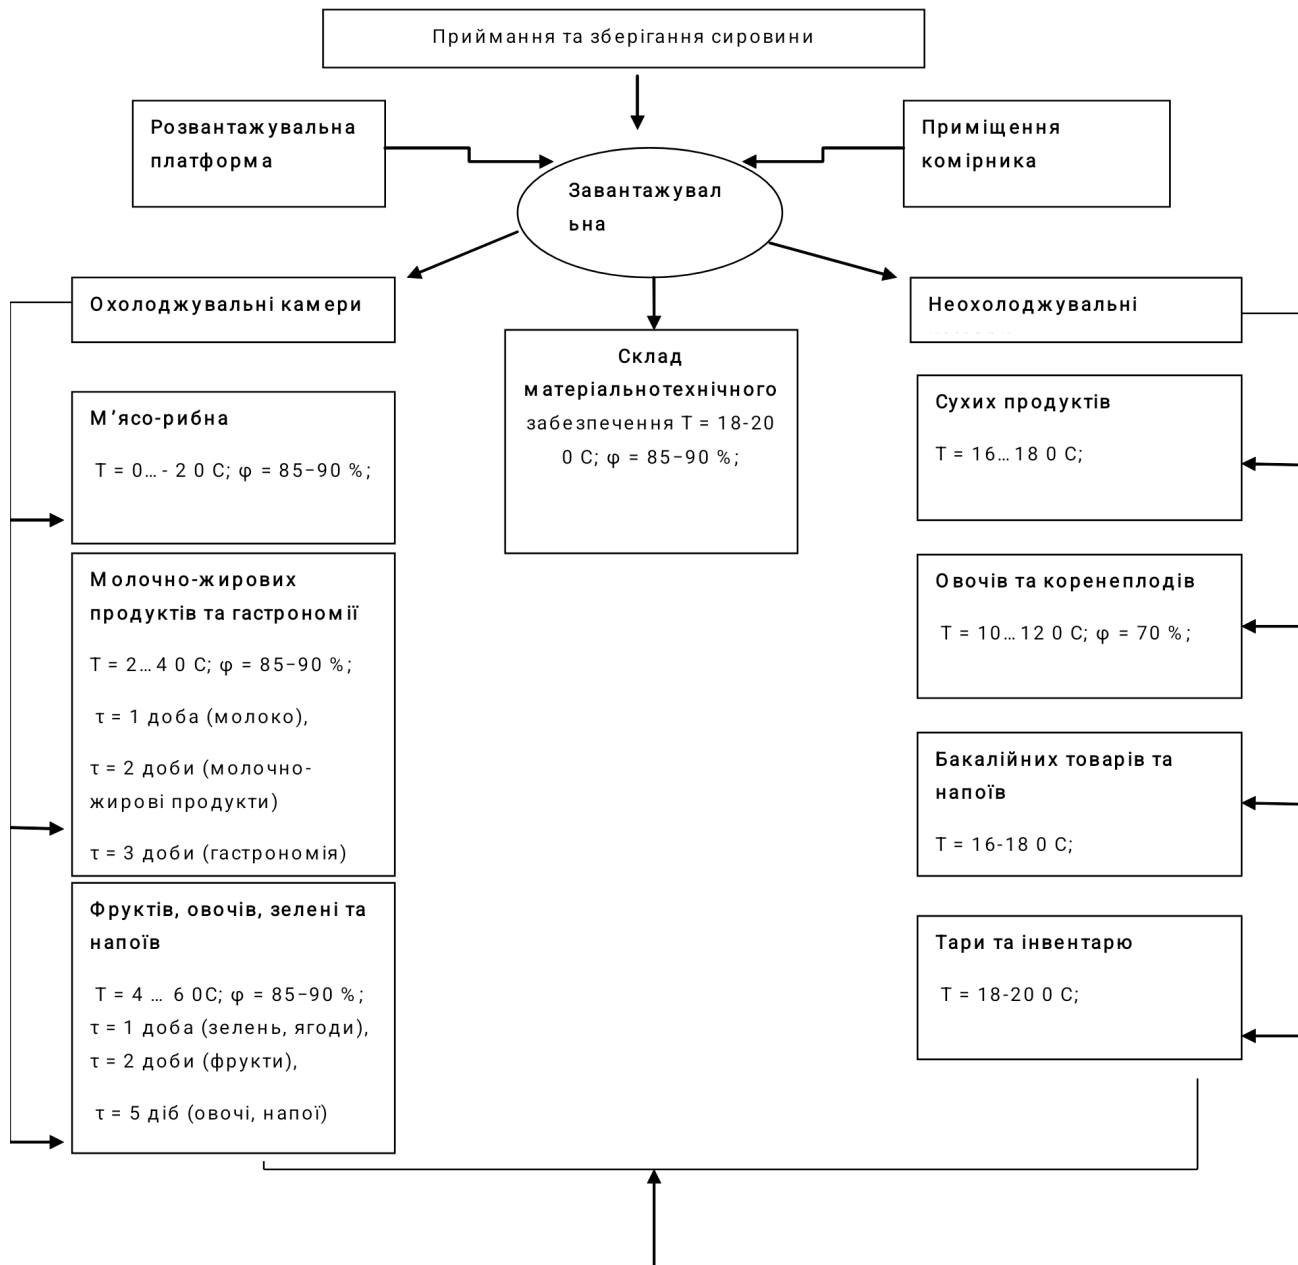 Приймання та зберігання сировини
Розвантажувальна
платформа
Приміщення
комірника
Завантажувал
ьна
Охолоджувальні камери
Неохолоджувальні
Склад
матеріальнотехнічного
забезпечення Т = 18-20
0 С; φ = 85–90 %;
М’ясо-рибна
Т = 0… - 2 0 С; φ = 85–90 %;
Молочно-жирових
продуктів та гастрономії
Т = 2… 4 0 С; φ = 85–90 %;
τ = 1 доба (молоко),
τ = 2 доби (молочно-
жирові продукти)
τ = 3 доби (гастрономія)
Фруктів, овочів, зелені та
напоїв
Т = 4 … 6 0С; φ = 85–90 %;
τ = 1 доба (зелень, ягоди),
τ = 2 доби (фрукти),
τ = 5 діб (овочі, напої)
Сухих продуктів
Т = 16… 18 0 С;
Овочів та коренеплодів
Т = 10… 12 0 С; φ = 70 %;
Бакалійних товарів та
напоїв
Т = 16-18 0 С;
Тари та інвентарю
Т = 18-20 0 С;